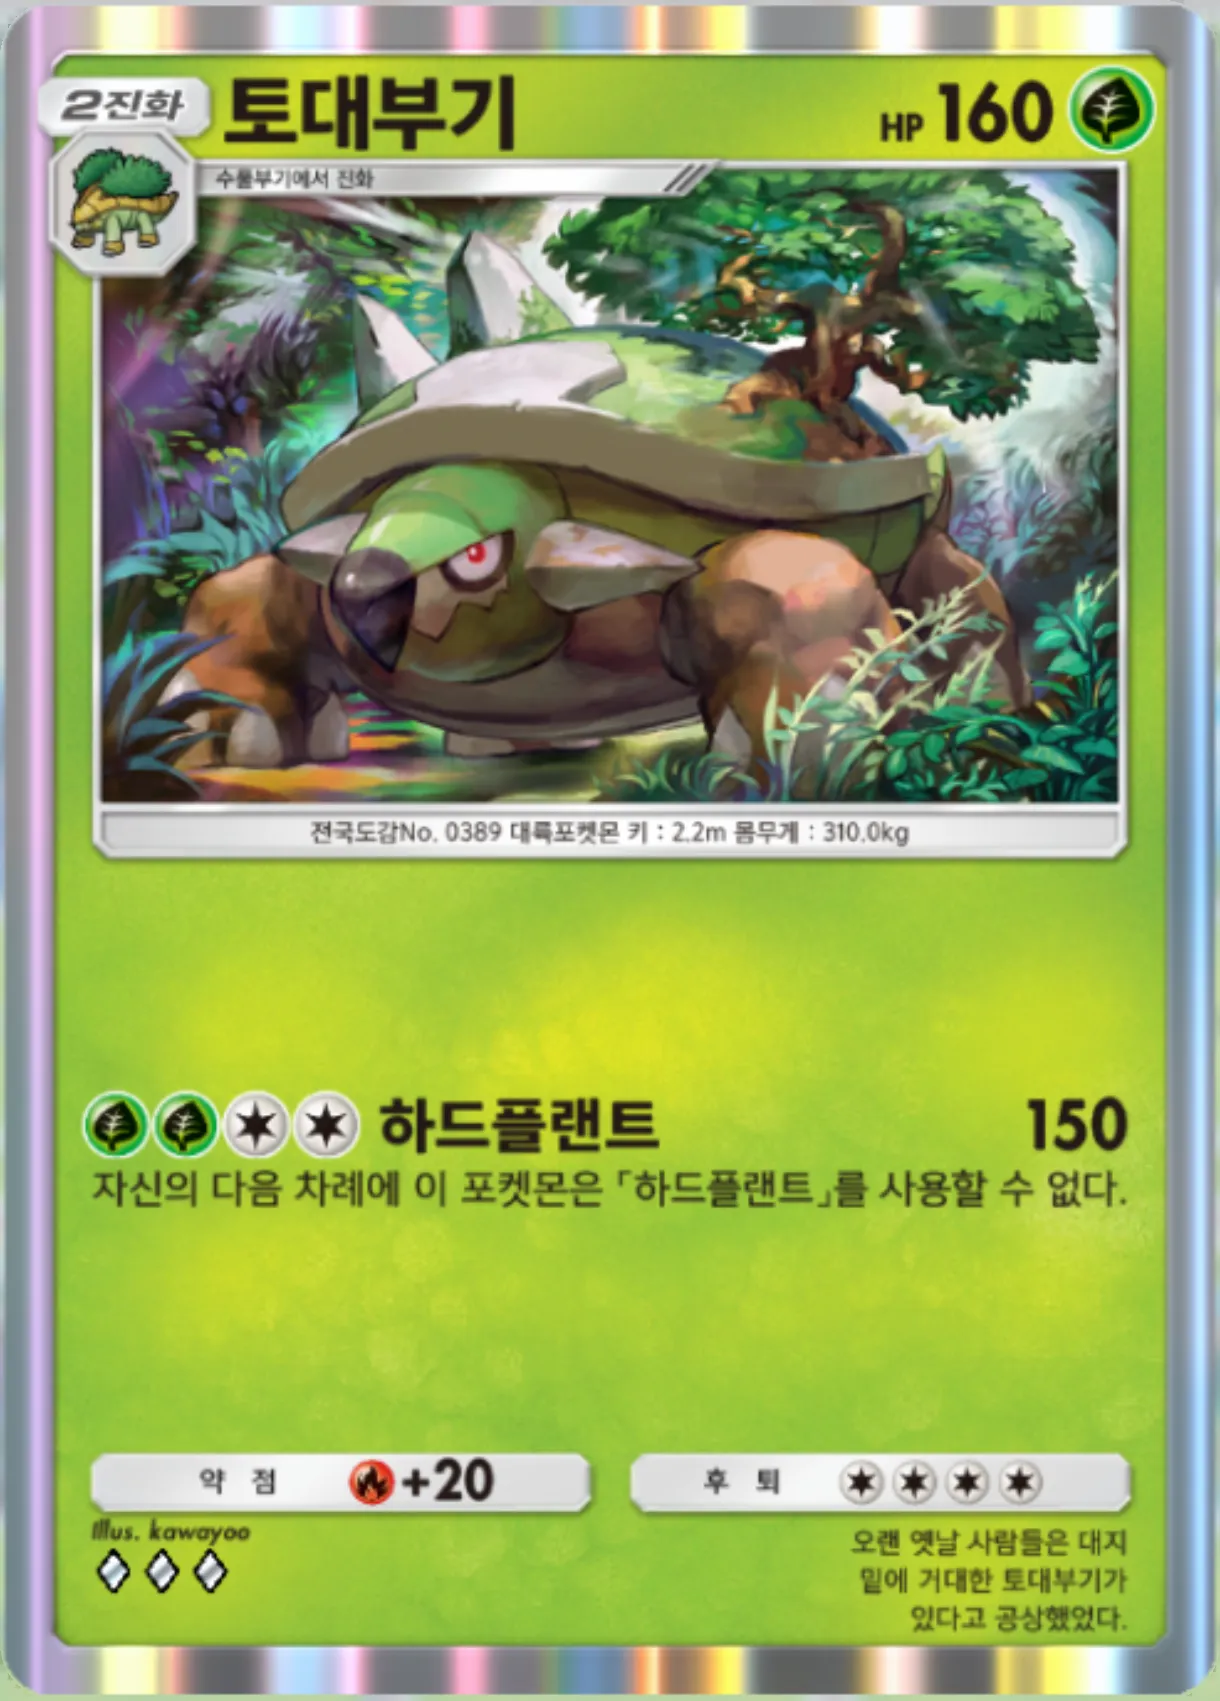 2진화
토대부기
HP 160
수풀부기에서 진화
전국도감No. 0389 대륙포켓몬 키 : 2.2m 몸무게 : 310.0kg
하드플랜트 150
자신의 다음 차례에 이 포켓몬은 「하드플랜트」를 사용할 수 없다.
약점 +20
후퇴
Illus. kawayoo
오랜 옛날 사람들은 대지
밑에 거대한 토대부기가
있다고 공상했었다.